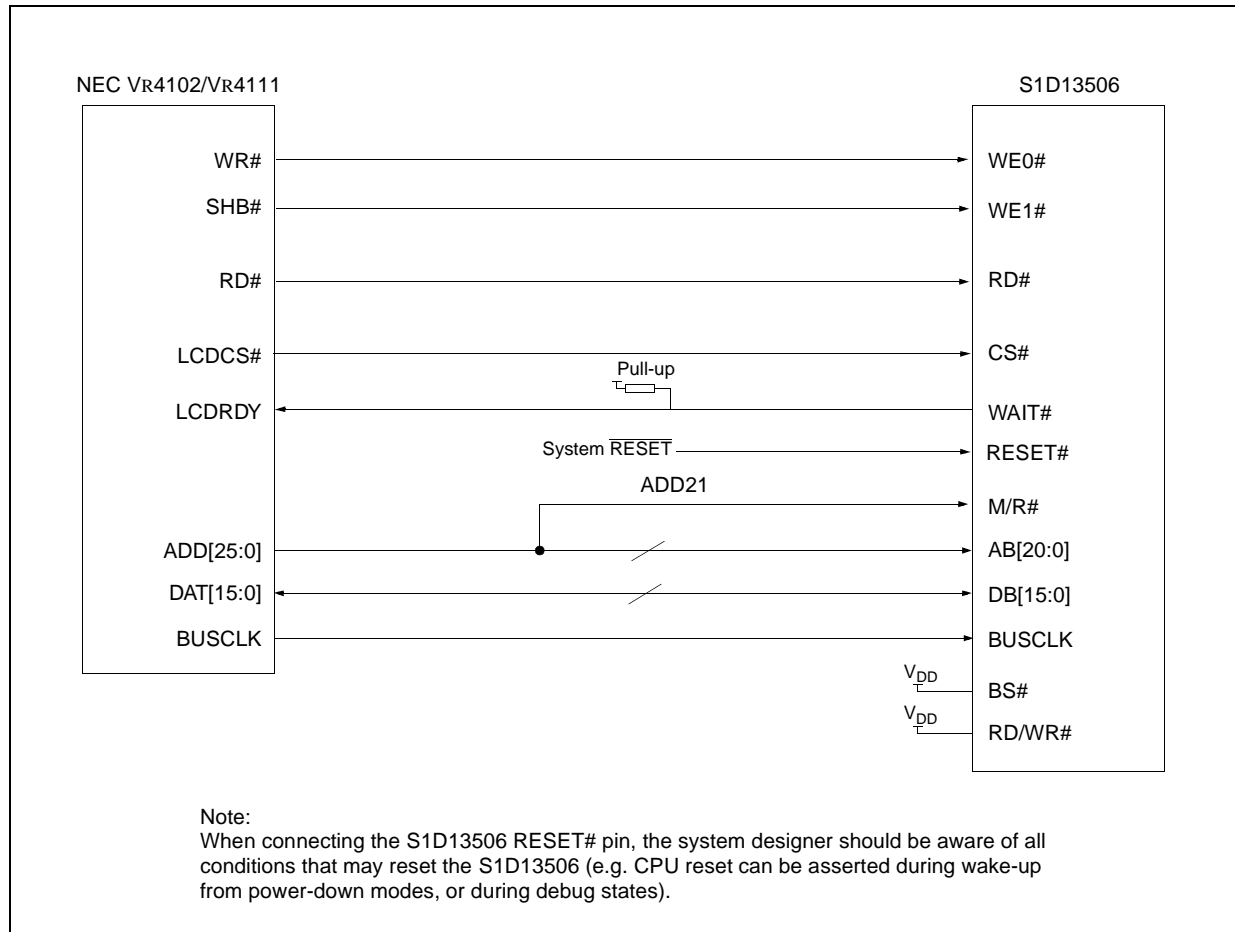 NEC VR4102/VR4111 S1D13506
WR# WE0#
SHB# WE1#
RD# RD#
LCDCS# CS#
Pull-up
LCDRDY WAIT#
System RESET RESET#
ADD21
M/R#
ADD[25:0] AB[20:0]
DAT[15:0] DB[15:0]
BUSCLK BUSCLK
VDD
BS#
VDD
RD/WR#
Note:
When connecting the S1D13506 RESET# pin, the system designer should be aware of all
conditions that may reset the S1D13506 (e.g. CPU reset can be asserted during wake-up
from power-down modes, or during debug states).